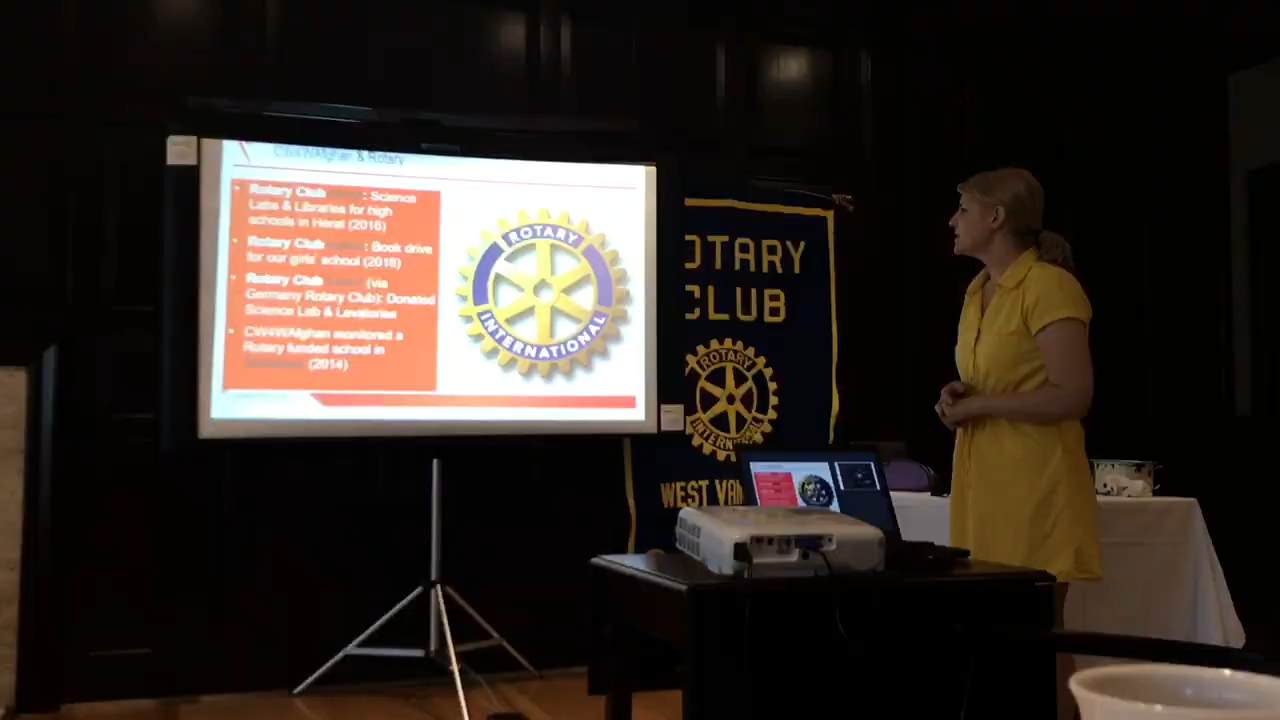 CW4WAfghan & Rotary
Rotary Club : Science
Labs & Libraries for high
schools in Herat (2016)
Rotary Club : Book drive
for our girls' school (2016)
Rotary Club (via
Germany Rotary Club): Donated
Science Lab & Lavatories
CW4WAfghan monitored a
Rotary funded school in
(2014)
ROTARY
INTERNATIONAL
OTARY
CLUB
ROTARY
INTERN
WEST VAN